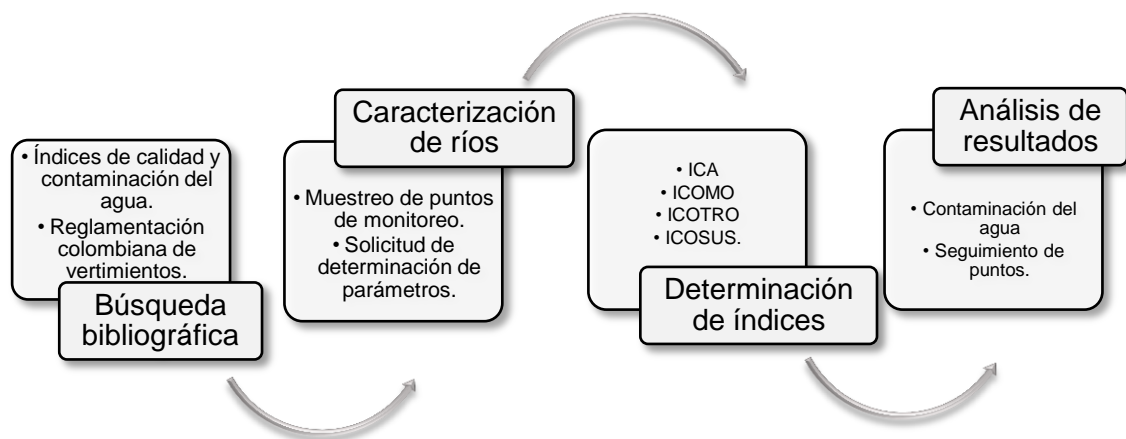 • Índices de calidad y
contaminación del
agua.
• Reglamentación
colombiana de
vertimientos.
Búsqueda
bibliográfica
Caracterización
de ríos
• Muestreo de puntos
de monitoreo.
• Solicitud de
determinación de
parámetros.
• ICA
• ICOMO
• ICOTRO
• ICOSUS.
Determinación
de índices
Análisis de
resultados
• Contaminación del
agua
• Seguimiento de
puntos.